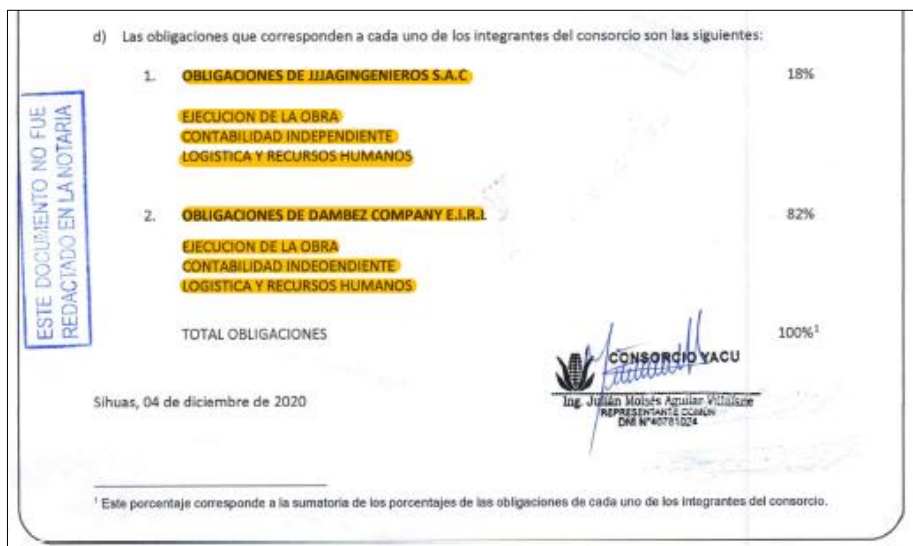 d) Las obligaciones que corresponden a cada uno de los integrantes del consorcio son las siguientes:
1. OBLIGACIONES DE JJJAGINGENIEROS S.A.C 18%
EJECUCION DE LA OBRA
CONTABILIDAD INDEPENDIENTE
LOGISTICA Y RECURSOS HUMANOS
ESTE DOCUMENTO NO FUE
REDACTADO EN LA NOTARIA
2. OBLIGACIONES DE DAMBEZ COMPANY E.I.R.L 82%
EJECUCION DE LA OBRA
CONTABILIDAD INDEOENDIENTE
LOGISTICA Y RECURSOS HUMANOS
TOTAL OBLIGACIONES 100%¹
CONSORCIO YACU
Ing. Julián Moisés Aguilar Villafane
REPRESENTANTE COMÚN
DNI N°40781024
Sihuas, 04 de diciembre de 2020
¹ Este porcentaje corresponde a la sumatoria de los porcentajes de las obligaciones de cada uno de los integrantes del consorcio.